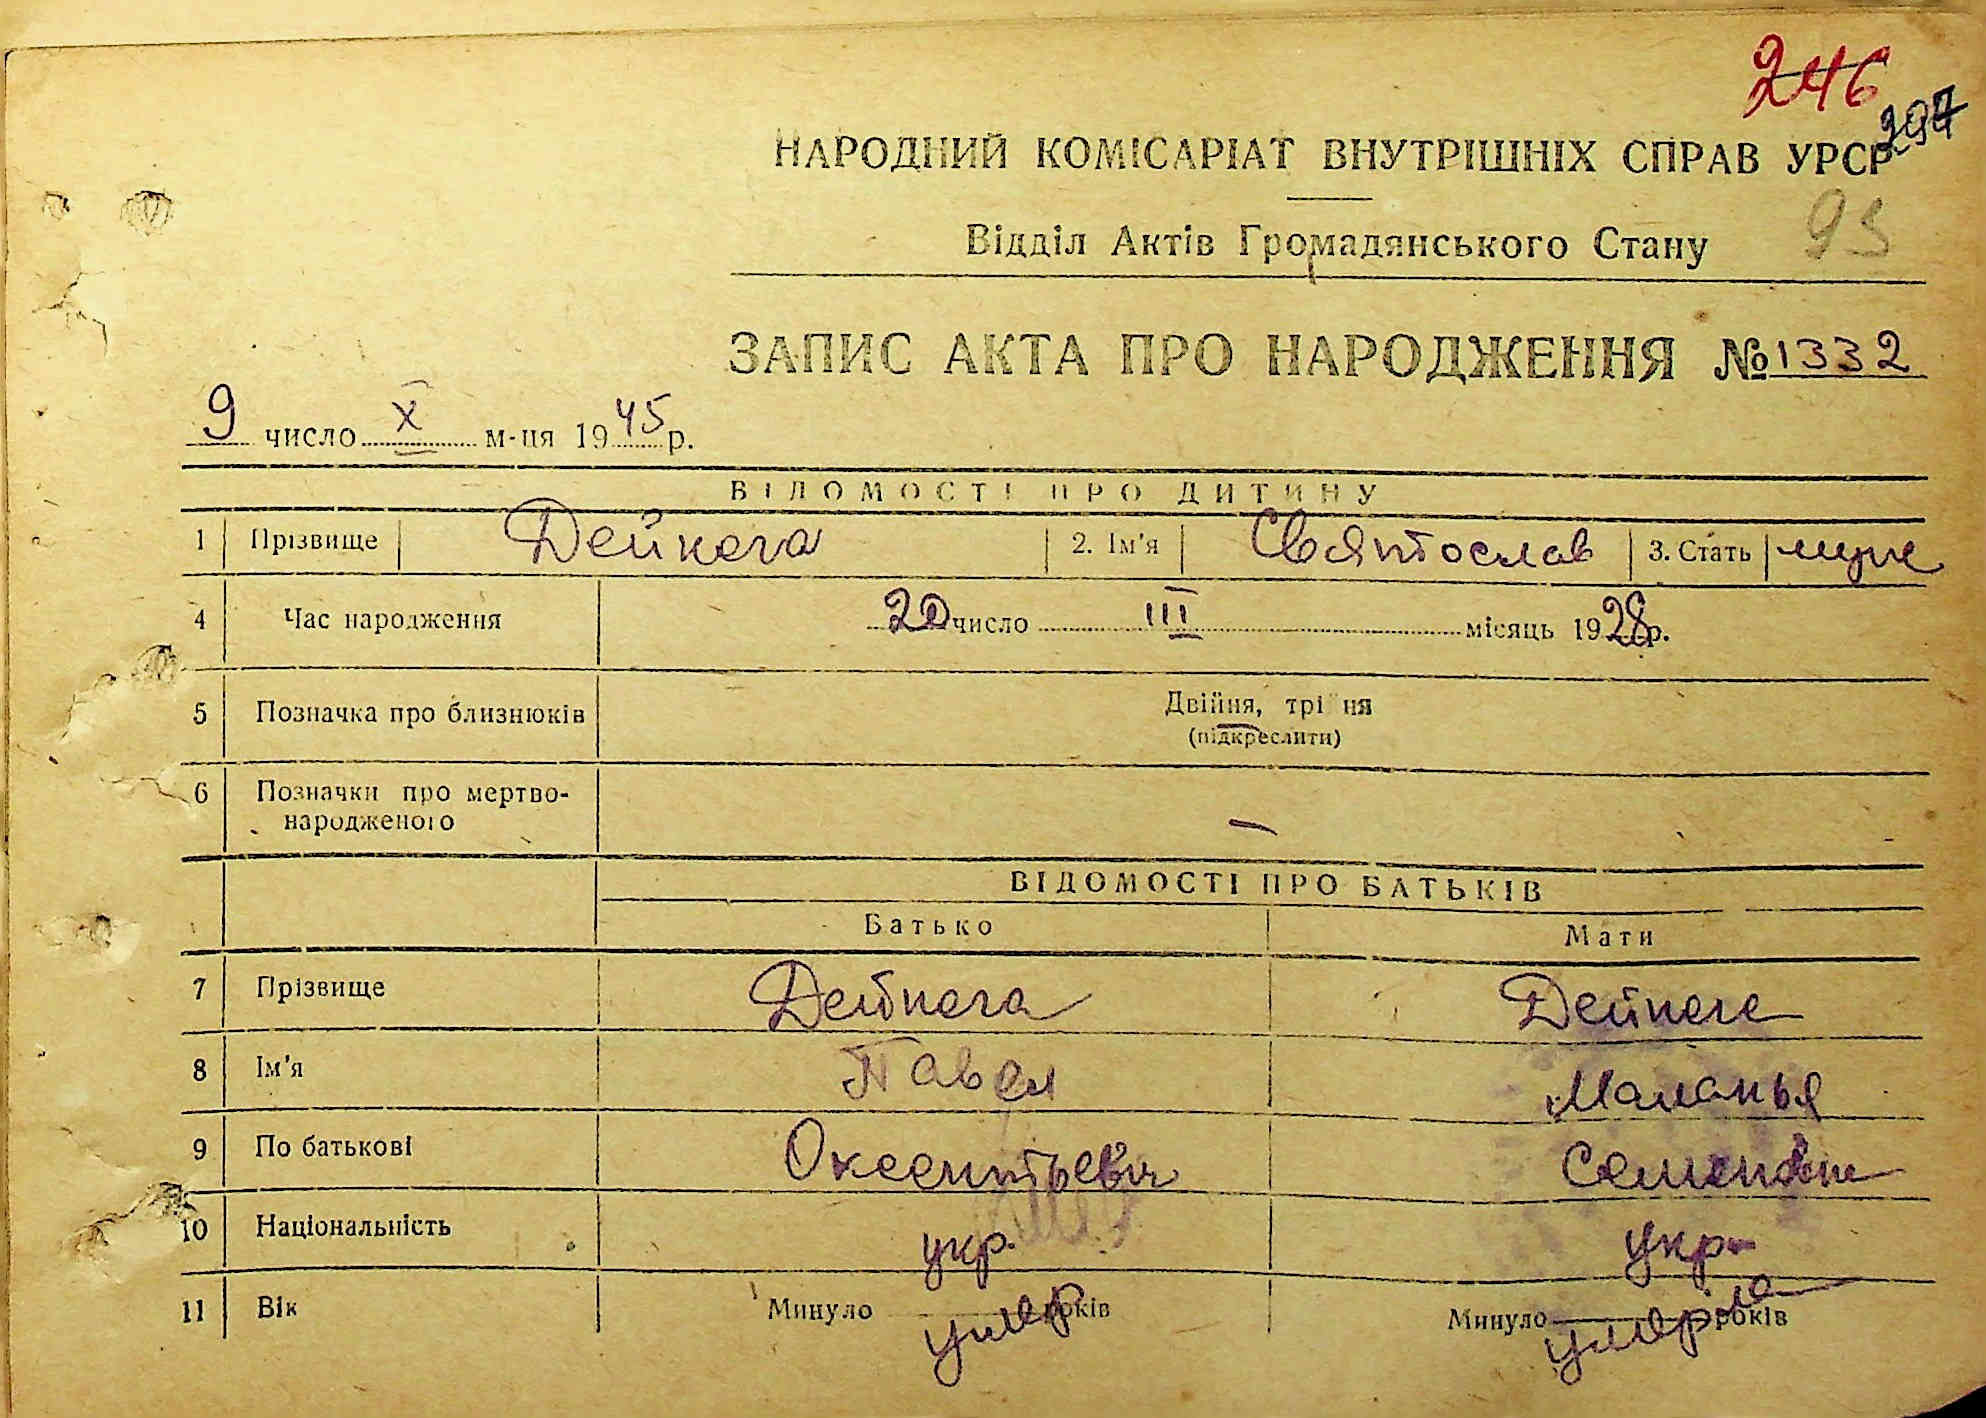 246
297
НАРОДНИЙ КОМІСАРІАТ ВНУТРІШНІХ СПРАВ УРСР
93
Відділ Актів Громадянського Стану
ЗАПИС АКТА ПРО НАРОДЖЕННЯ № 1332
9 число X м-ця 1945 р.
ВІДОМОСТІ ПРО ДИТИНУ
1 Прізвище Дейнега 2. Ім'я Святослав 3. Стать муж
4 Час народження 20 число III місяць 1928 р.
5 Позначка про близнюків Двійня, трійня
(підкреслити)
6 Позначки про мертво-
народженого —
ВІДОМОСТІ ПРО БАТЬКІВ
Батько Мати
7 Прізвище Дейнега Дейнега
8 Ім'я Павел Маланья
9 По батькові Оксентьевич Семеновна
10 Національність укр. укр.
11 Вік Минуло умер років Минуло умерла років